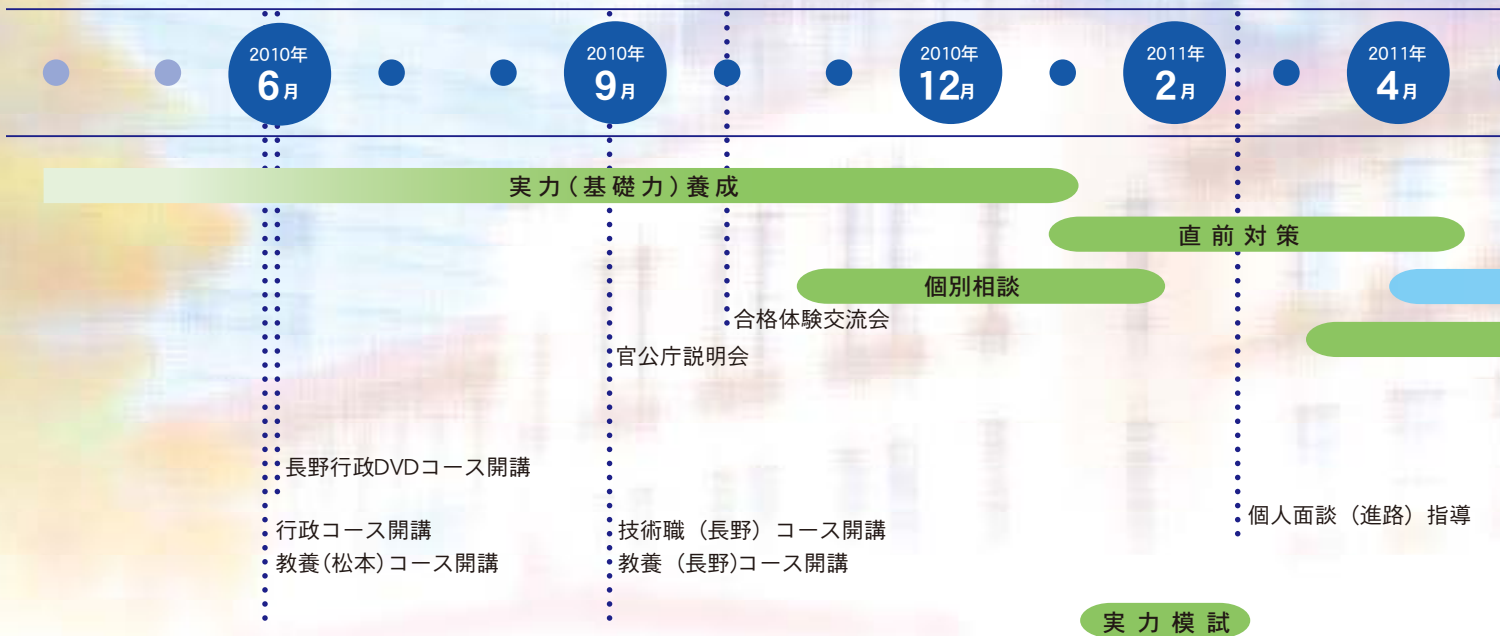 2010年
6月
2010年
9月
2010年
12月
2011年
2月
2011年
4月
実力(基礎力)養成
直前対策
個別相談
合格体験交流会
官公庁説明会
長野行政DVDコース開講
行政コース開講
教養(松本)コース開講
技術職(長野)コース開講
教養(長野)コース開講
個人面談(進路)指導
実力模試